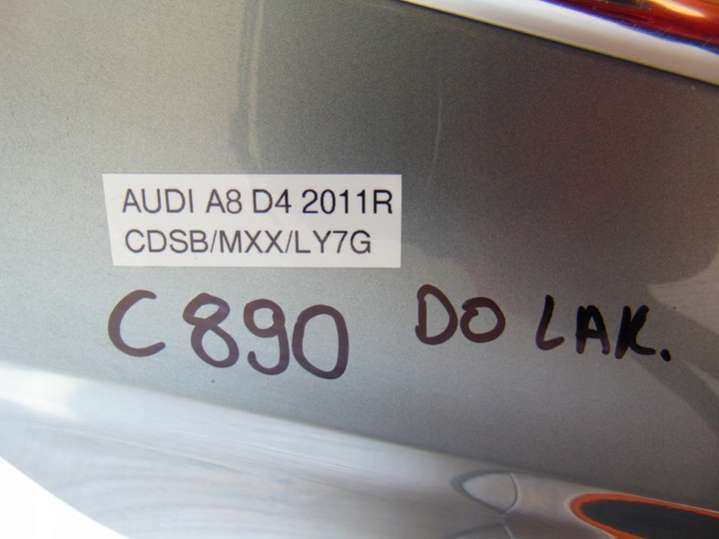 AUDI A8 D4 2011R
CDSB/MXX/LY7G
C890 DO LAK.